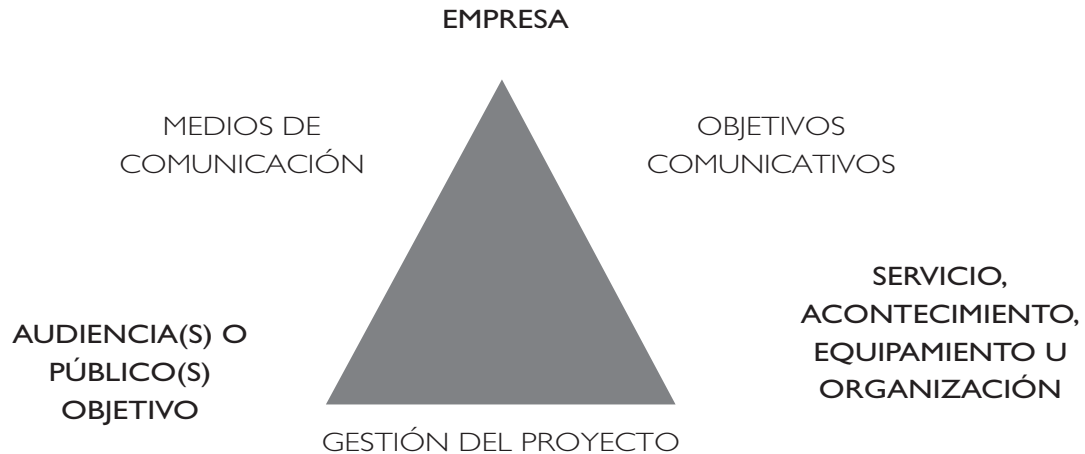 EMPRESA
MEDIOS DE
COMUNICACIÓN
OBJETIVOS
COMUNICATIVOS
AUDIENCIA(S) O
PÚBLICO(S)
OBJETIVO
SERVICIO,
ACONTECIMIENTO,
EQUIPAMIENTO U
ORGANIZACIÓN
GESTIÓN DEL PROYECTO